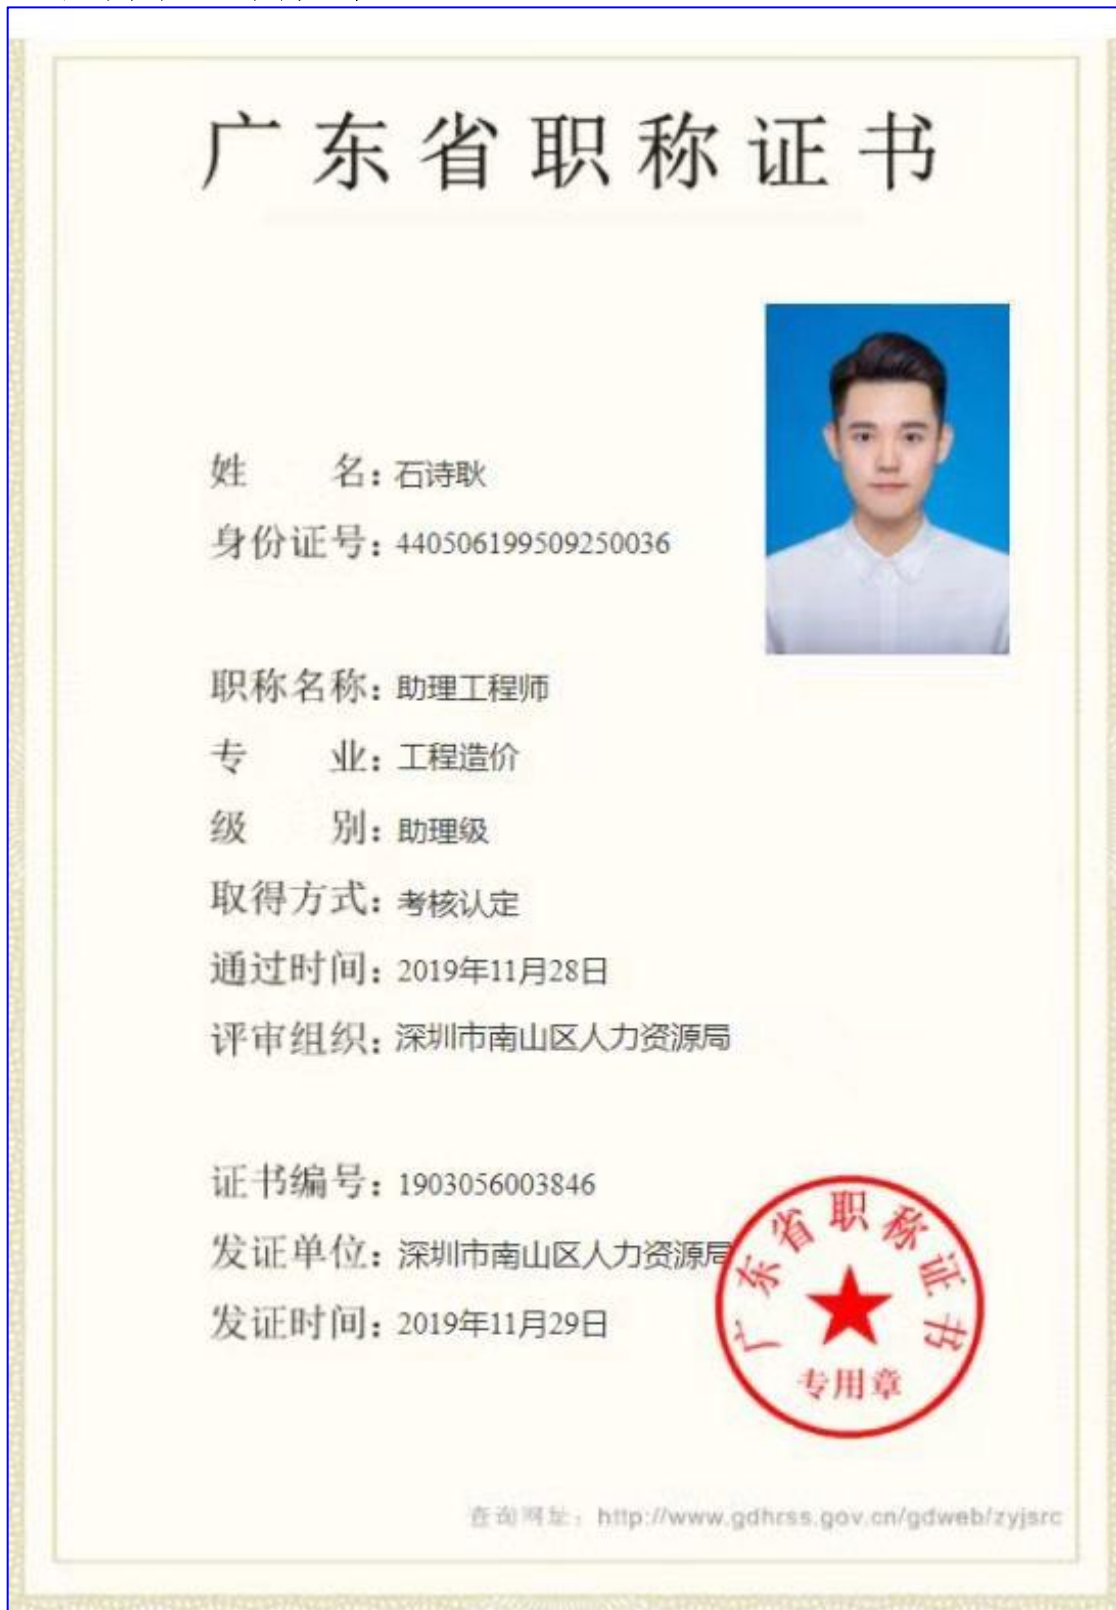 广东省职称证书
姓 名：石诗耿
身份证号：440506199509250036
职称名称：助理工程师
专 业：工程造价
级 别：助理级
取得方式：考核认定
通过时间：2019年11月28日
评审组织：深圳市南山区人力资源局
证书编号：1903056003846
发证单位：深圳市南山区人力资源局
发证时间：2019年11月29日
广东省职称证书
专用章
查询网址：http://www.gdhrss.gov.cn/gdweb/zyjsrc